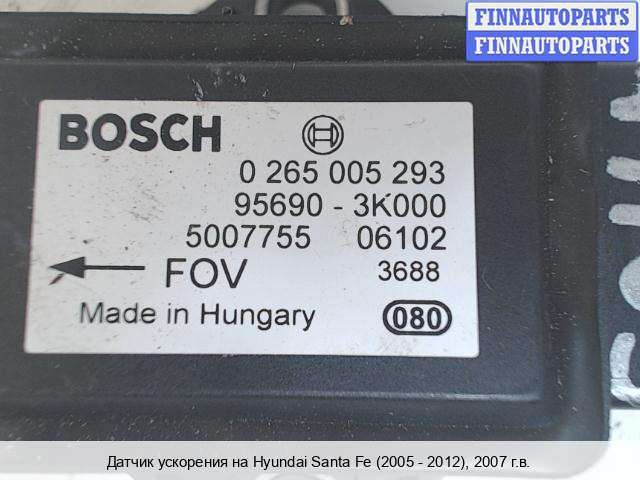 FINNAUTOPARTS
FINNAUTOPARTS
BOSCH
0 265 005 293
95690 - 3K000
5007755 06102
FOV 3688
Made in Hungary 080
Датчик ускорения на Hyundai Santa Fe (2005 - 2012), 2007 г.в.